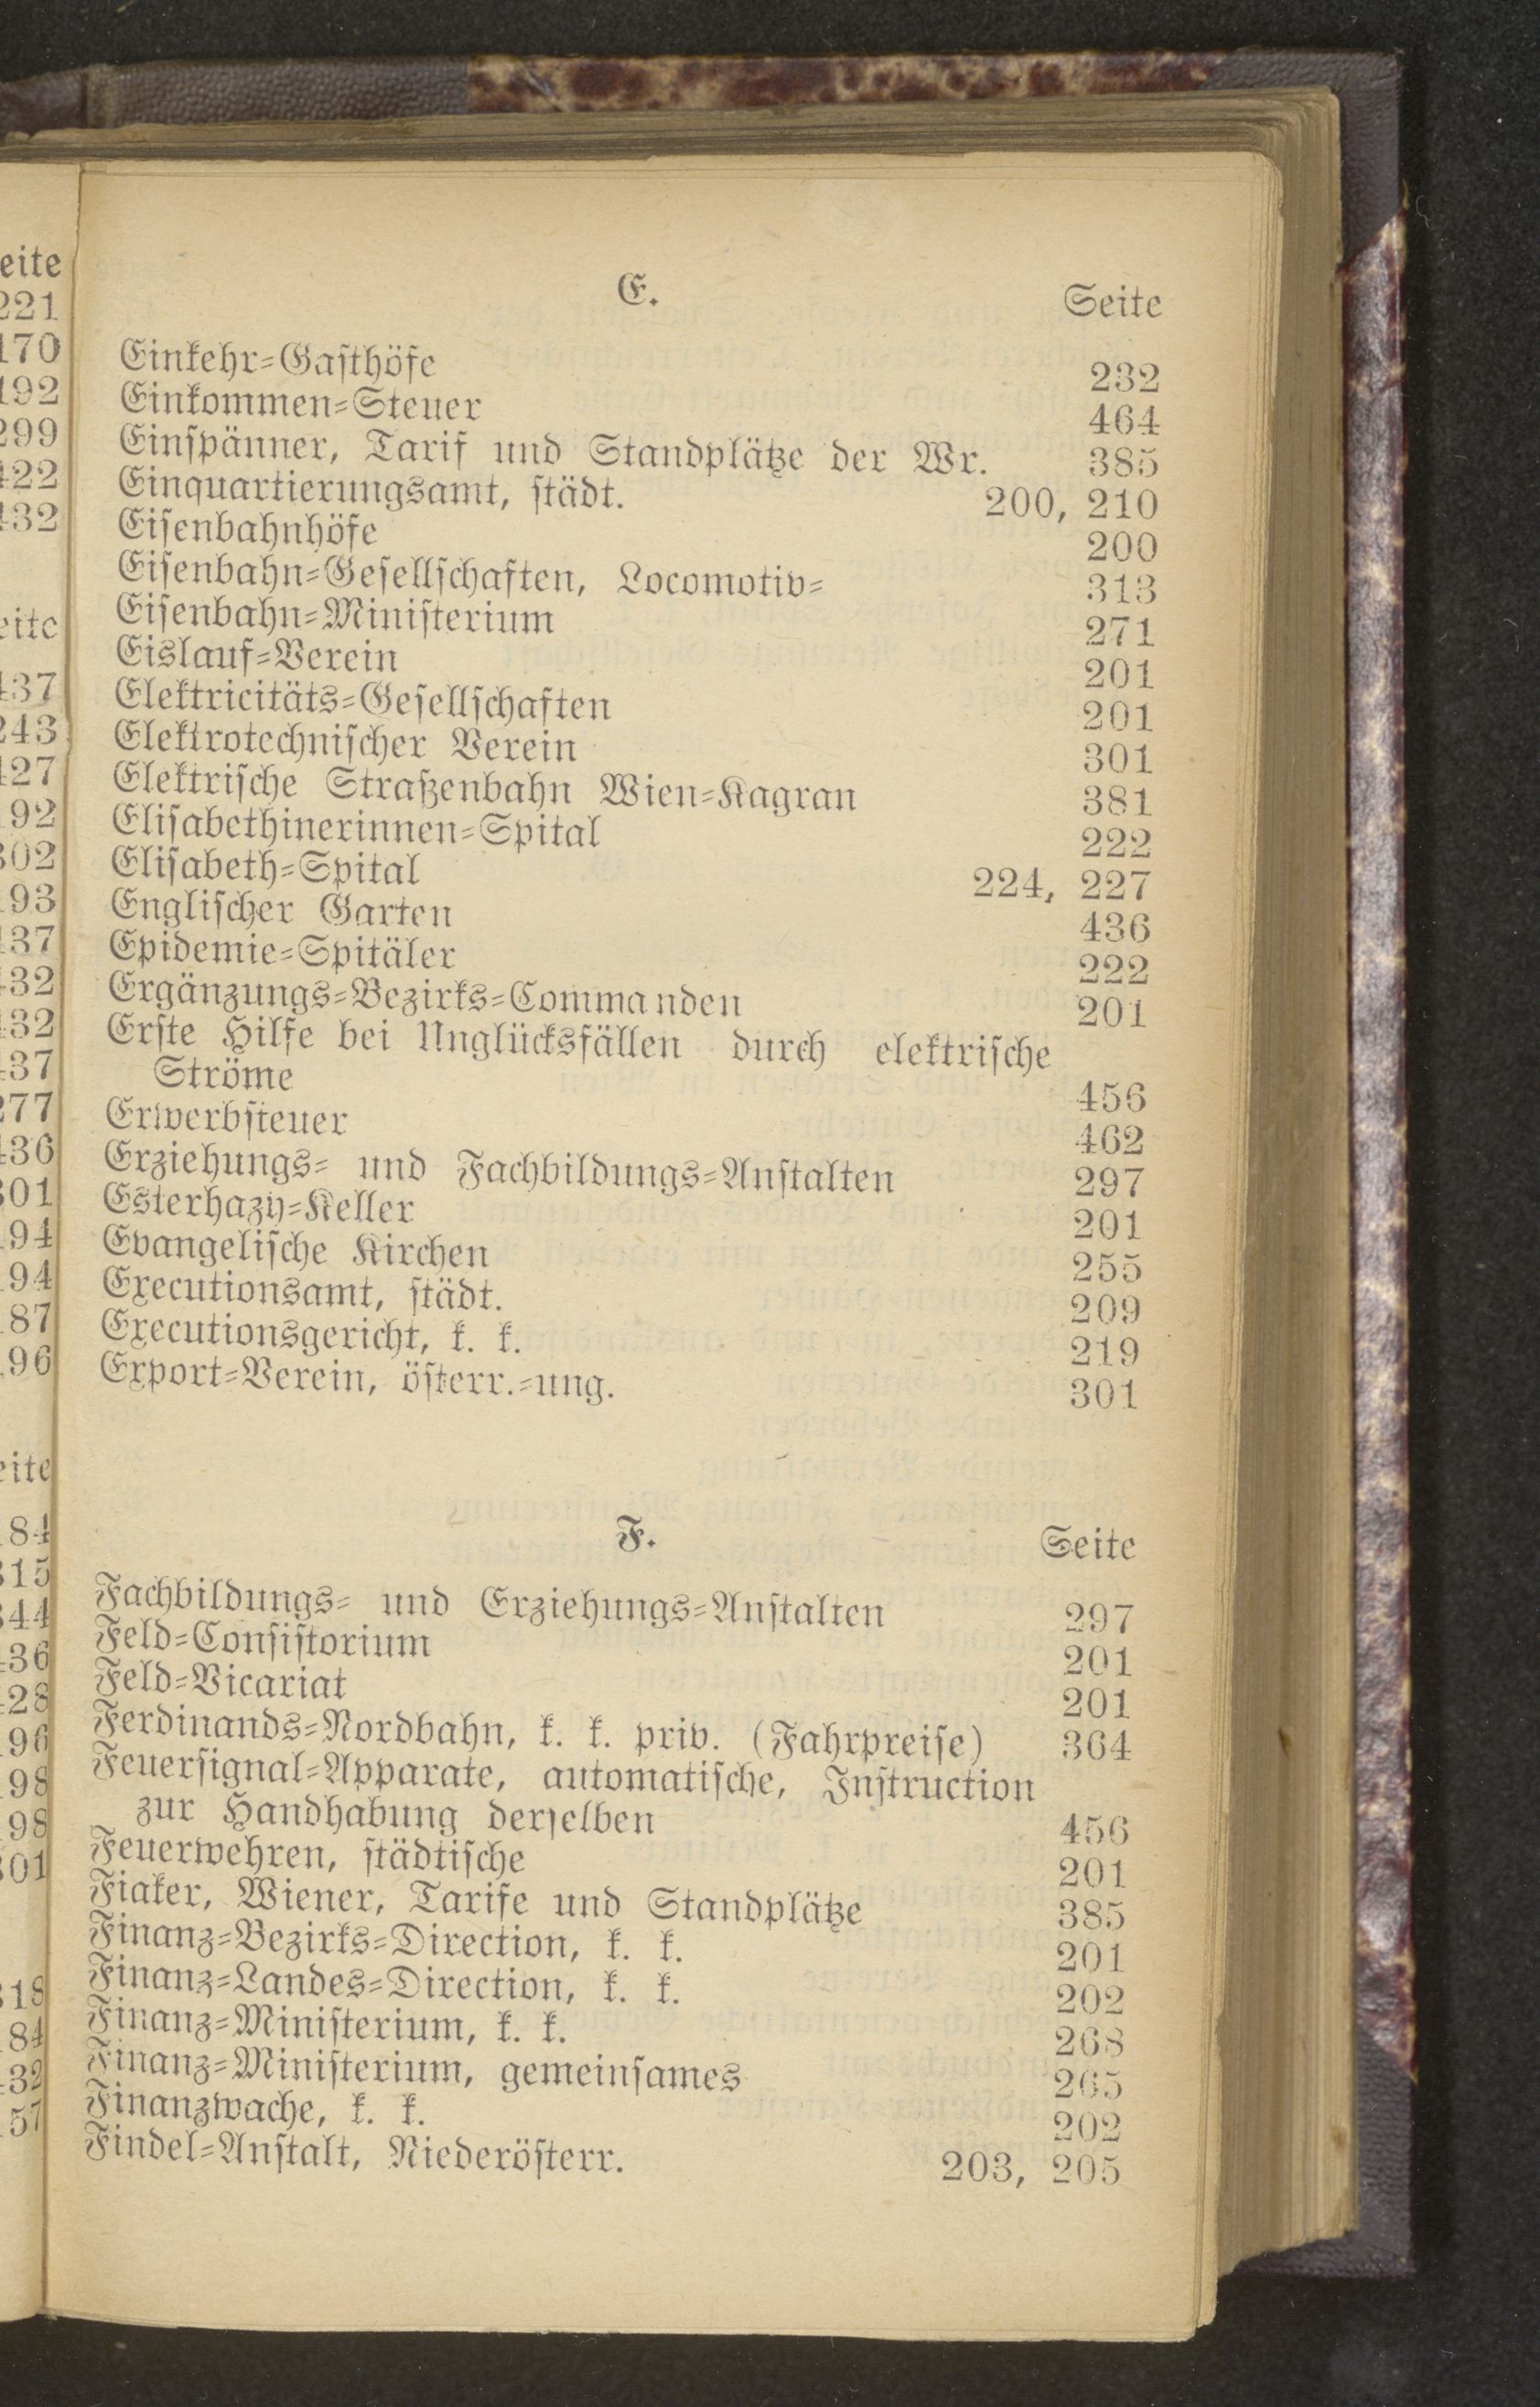 E.
Seite
Einkehr-Gasthöfe 232
Einkommen-Steuer 464
Einspänner, Tarif und Standplätze der Wr. 385
Einquartierungsamt, städt. 200, 210
Eisenbahnhöfe 200
Eisenbahn-Gesellschaften, Locomotiv- 313
Eisenbahn-Ministerium 271
Eislauf-Verein 201
Elektricitäts-Gesellschaften 201
Elektrotechnischer Verein 301
Elektrische Straßenbahn Wien-Kagran 381
Elisabethinerinnen-Spital 222
Elisabeth-Spital 224, 227
Englischer Garten 436
Epidemie-Spitäler 222
Ergänzungs-Bezirks-Commanden 201
Erste Hilfe bei Unglücksfällen durch elektrische
Ströme 456
Erwerbsteuer 462
Erziehungs- und Fachbildungs-Anstalten 297
Esterhazy-Keller 201
Evangelische Kirchen 255
Executionsamt, städt. 209
Executionsgericht, k. k. 219
Export-Verein, österr.-ung. 301
F.
Seite
Fachbildungs- und Erziehungs-Anstalten 297
Feld-Consistorium 201
Feld-Vicariat 201
Ferdinands-Nordbahn, k. k. priv. (Fahrpreise) 364
Feuersignal-Apparate, automatische, Instruction
zur Handhabung derselben 456
Feuerwehren, städtische 201
Fiaker, Wiener, Tarife und Standplätze 385
Finanz-Bezirks-Direction, k. k. 201
Finanz-Landes-Direction, k. k. 202
Finanz-Ministerium, k. k. 268
Finanz-Ministerium, gemeinsames 265
Finanzwache, k. k. 202
Findel-Anstalt, Niederösterr. 203, 205